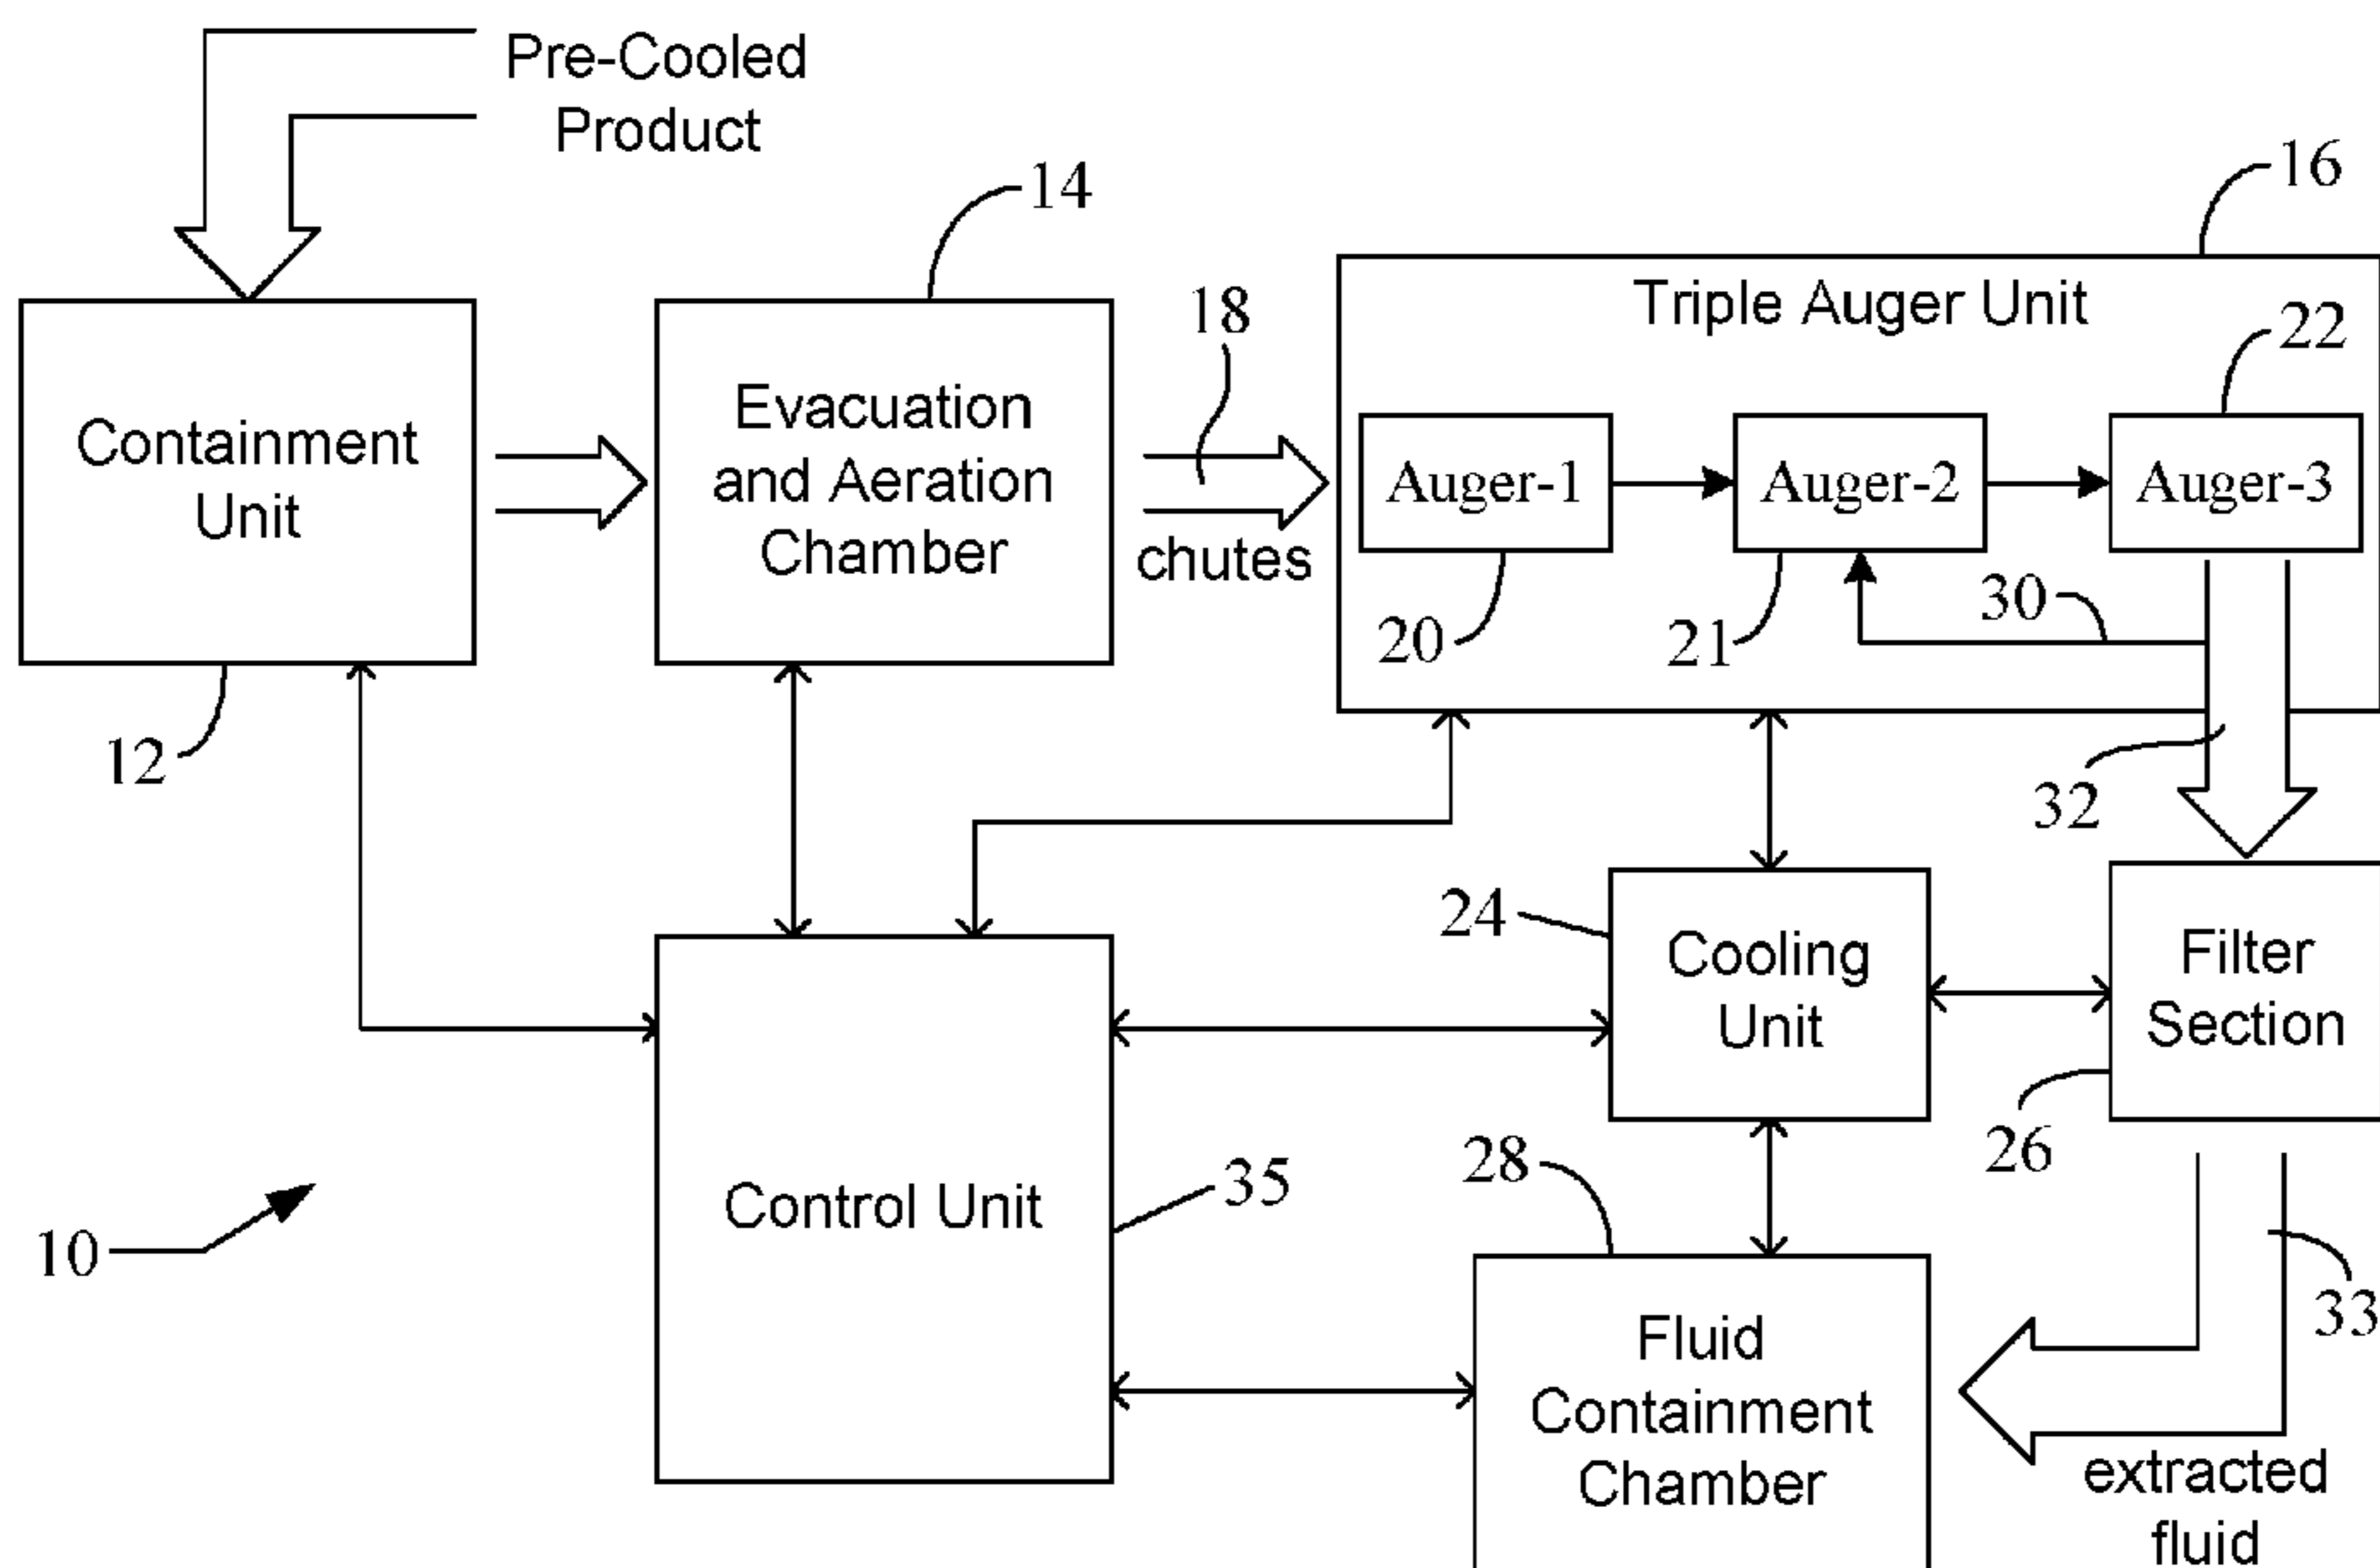 Pre-Cooled
Product
14
16
18
Triple Auger Unit
22
Containment
Unit
Evacuation
and Aeration
Chamber
chutes
Auger-1
Auger-2
Auger-3
20
21
30
12
32
24
Cooling
Unit
Filter
Section
26
10
Control Unit
35
28
33
Fluid
Containment
Chamber
extracted
fluid